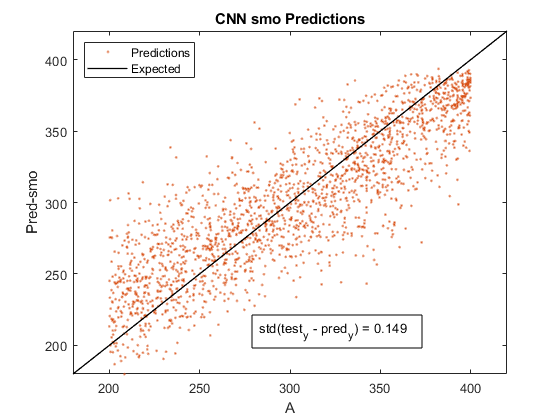 CNN smo Predictions
Predictions
Expected
400
350
300
250
200
Pred-smo
std(test_y - pred_y) = 0.149
200
250
300
350
400
A